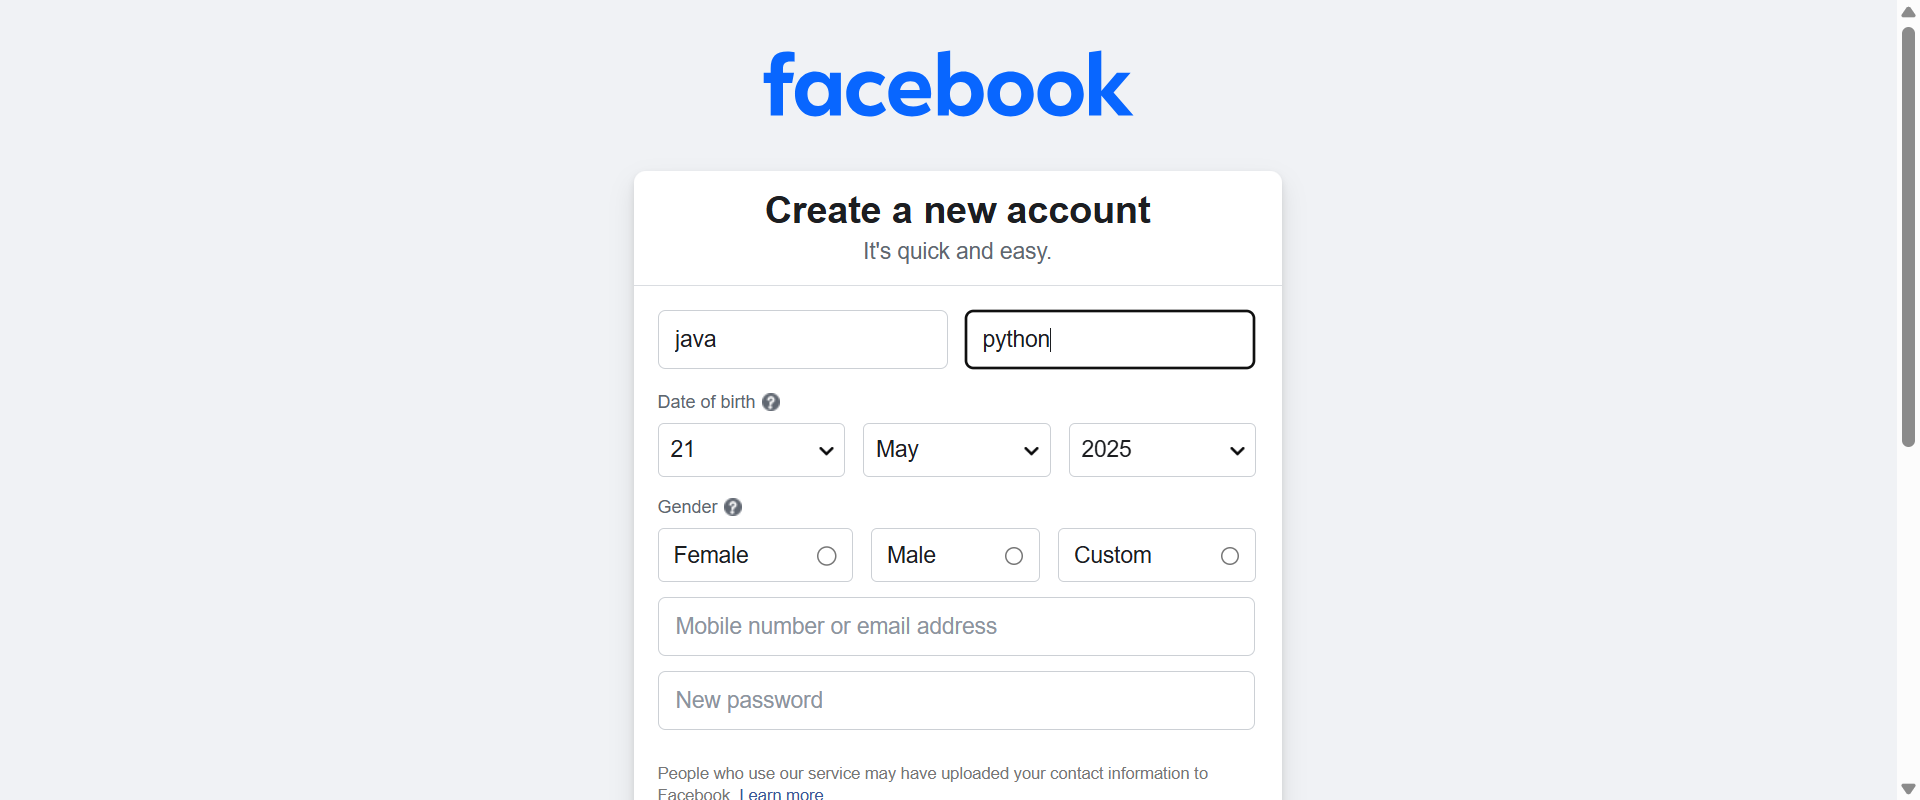 facebook
Create a new account
It's quick and easy.
java python
Date of birth ?
21 May 2025
Gender ?
Female Male Custom
Mobile number or email address
New password
People who use our service may have uploaded your contact information to
Facebook. Learn more